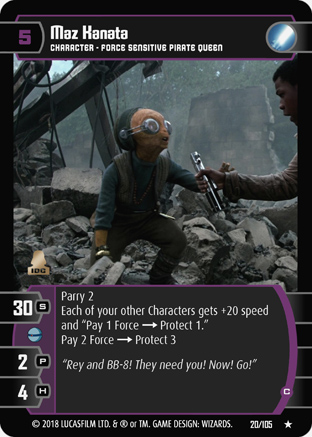 5
Maz Kanata
CHARACTER - FORCE SENSITIVE PIRATE QUEEN
IDC
30 S
2 P
4 H
Parry 2
Each of your other Characters gets +20 speed
and “Pay 1 Force → Protect 1.”
Pay 2 Force → Protect 3
“Rey and BB-8! They need you! Now! Go!”
C
© 2018 LUCASFILM LTD. & ® or TM. GAME DESIGN: WIZARDS. 20/105 ★